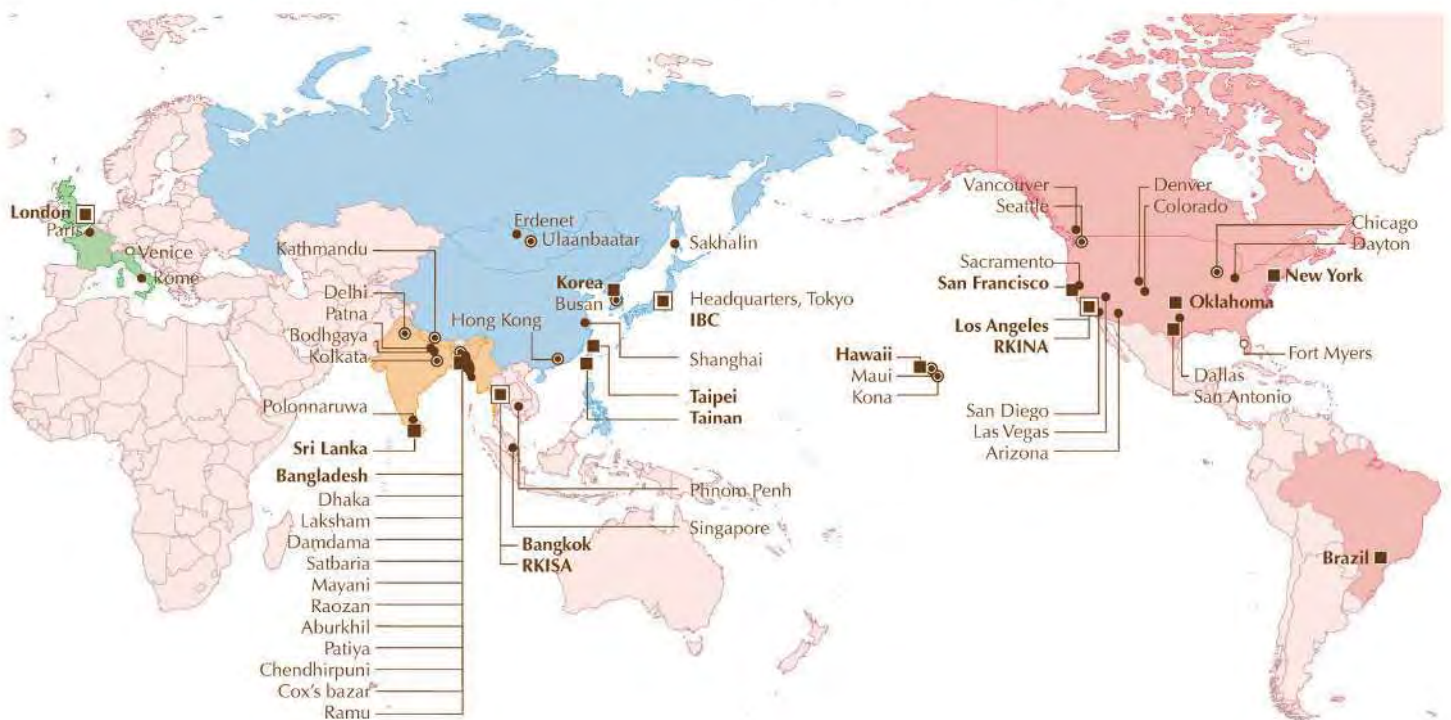 London
Paris
Venice
Rome
Kathmandu
Delhi
Patna
Bodhgaya
Kolkata
Polonnaruwa
Sri Lanka
Bangladesh
Dhaka
Laksham
Damdama
Satbaria
Mayani
Raozan
Aburkhil
Patiya
Chendhirpuni
Cox's bazar
Ramu
Erdenet
Ulaanbaatar
Sakhalin
Korea
Busan
Headquarters, Tokyo
IBC
Hong Kong
Shanghai
Taipei
Tainan
Phnom Penh
Singapore
Bangkok
RKISA
Hawaii
Maui
Kona
Vancouver
Seattle
Denver
Colorado
Chicago
Dayton
Sacramento
San Francisco
New York
Oklahoma
Los Angeles
RKINA
Fort Myers
Dallas
San Antonio
San Diego
Las Vegas
Arizona
Brazil